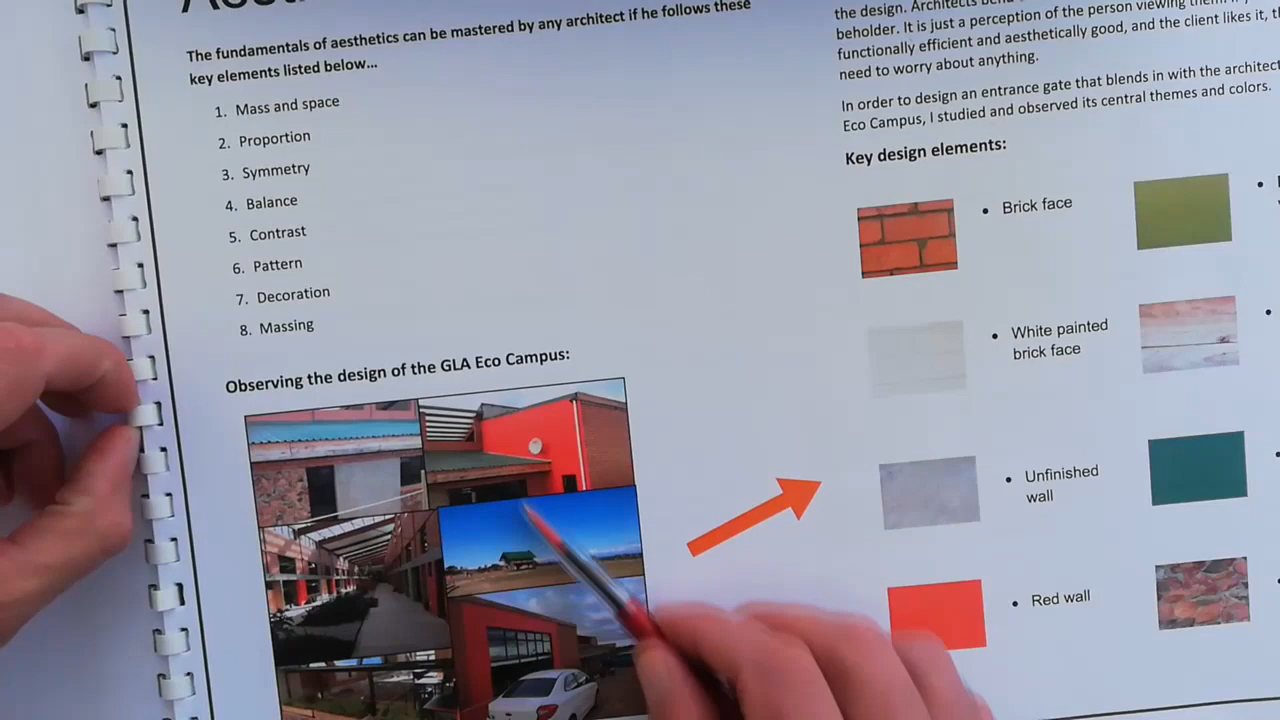 The fundamentals of aesthetics can be mastered by any architect if he follows these
key elements listed below...
1. Mass and space
2. Proportion
3. Symmetry
4. Balance
5. Contrast
6. Pattern
7. Decoration
8. Massing
Observing the design of the GLA Eco Campus:
the design. Architects
beholder. It is just a perception of the person viewing
functionally efficient and aesthetically good, and the client likes it,
need to worry about anything.
In order to design an entrance gate that blends in with the
Eco Campus, I studied and observed its central themes and colors.
Key design elements:
• Brick face
• White painted
brick face
• Unfinished
wall
• Red wall